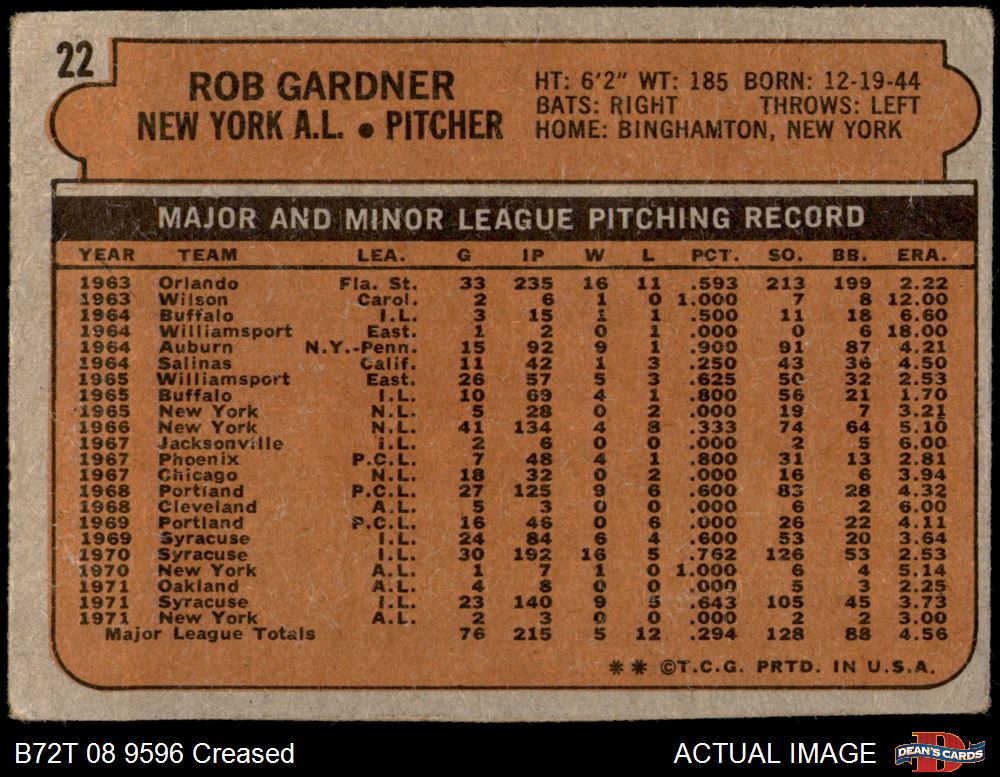 22
ROB GARDNER
NEW YORK A.L. • PITCHER
HT: 6'2" WT: 185 BORN: 12-19-44
BATS: RIGHT THROWS: LEFT
HOME: BINGHAMTON, NEW YORK
MAJOR AND MINOR LEAGUE PITCHING RECORD
YEAR TEAM LEA. G IP W L PCT. SO. BB. ERA.
1963 Orlando Fla. St. 33 235 16 11 .593 213 199 2.22
1963 Wilson Carol. 2 6 1 0 1.000 7 8 12.00
1964 Buffalo I.L. 3 15 1 1 .500 11 18 6.60
1964 Williamsport East. 1 2 0 1 .000 0 6 18.00
1964 Auburn N.Y.-Penn. 15 92 9 1 .900 91 87 4.21
1964 Salinas Calif. 11 42 1 3 .250 43 36 4.50
1965 Williamsport East. 26 57 5 3 .625 50 32 2.53
1965 Buffalo I.L. 10 69 4 1 .800 56 21 1.70
1965 New York N.L. 5 28 0 2 .000 19 7 3.21
1966 New York N.L. 41 134 4 8 .333 74 64 5.10
1967 Jacksonville I.L. 2 6 0 0 .000 2 5 6.00
1967 Phoenix P.C.L. 7 48 4 1 .800 31 13 2.81
1967 Chicago N.L. 18 32 0 2 .000 16 6 3.94
1968 Portland P.C.L. 27 125 9 6 .600 83 28 4.32
1968 Cleveland A.L. 5 3 0 0 .000 6 2 6.00
1969 Portland P.C.L. 16 46 0 6 .000 26 22 4.11
1969 Syracuse I.L. 24 84 6 4 .600 53 20 3.64
1970 Syracuse I.L. 30 192 16 5 .762 126 53 2.53
1970 New York A.L. 1 7 1 0 1.000 6 4 5.14
1971 Oakland A.L. 4 8 0 0 .000 5 3 2.25
1971 Syracuse I.L. 23 140 9 5 .643 105 45 3.73
1971 New York A.L. 2 3 0 0 .000 2 2 3.00
Major League Totals 76 215 5 12 .294 128 88 4.56
** ©T.C.G. PRTD. IN U.S.A.
B72T 08 9596 Creased
ACTUAL IMAGE
DEAN'S CARDS